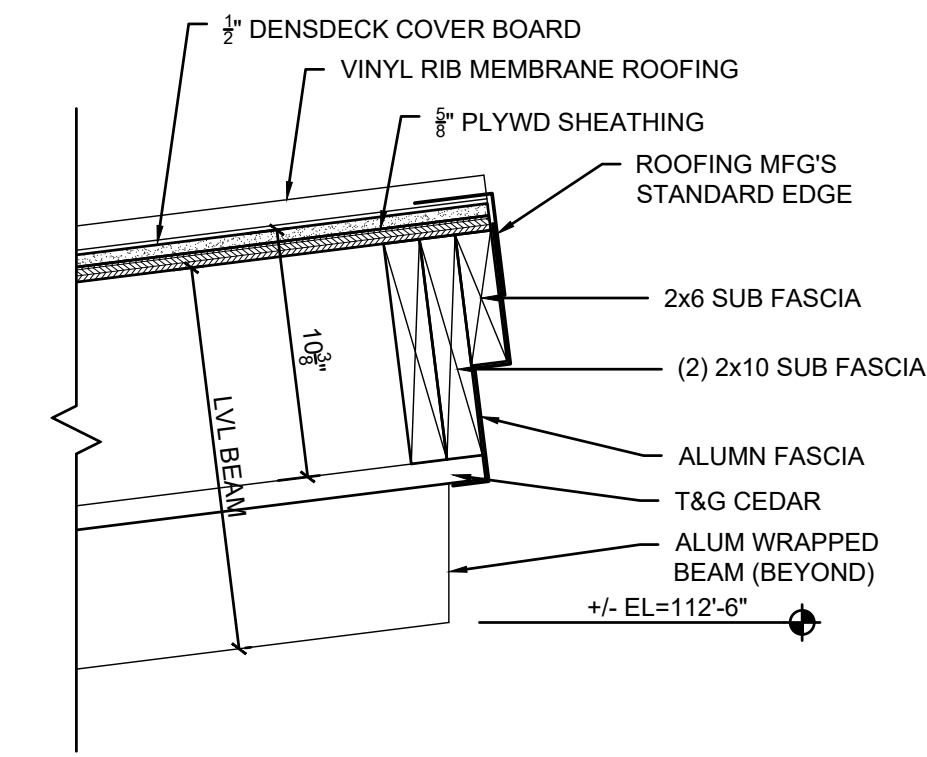 ½" DENSDECK COVER BOARD
VINYL RIB MEMBRANE ROOFING
⅝" PLYWD SHEATHING
ROOFING MFG'S
STANDARD EDGE
2x6 SUB FASCIA
(2) 2x10 SUB FASCIA
10⅜"
LVL BEAM
ALUMN FASCIA
T&G CEDAR
ALUM WRAPPED
BEAM (BEYOND)
+/- EL=112'-6"